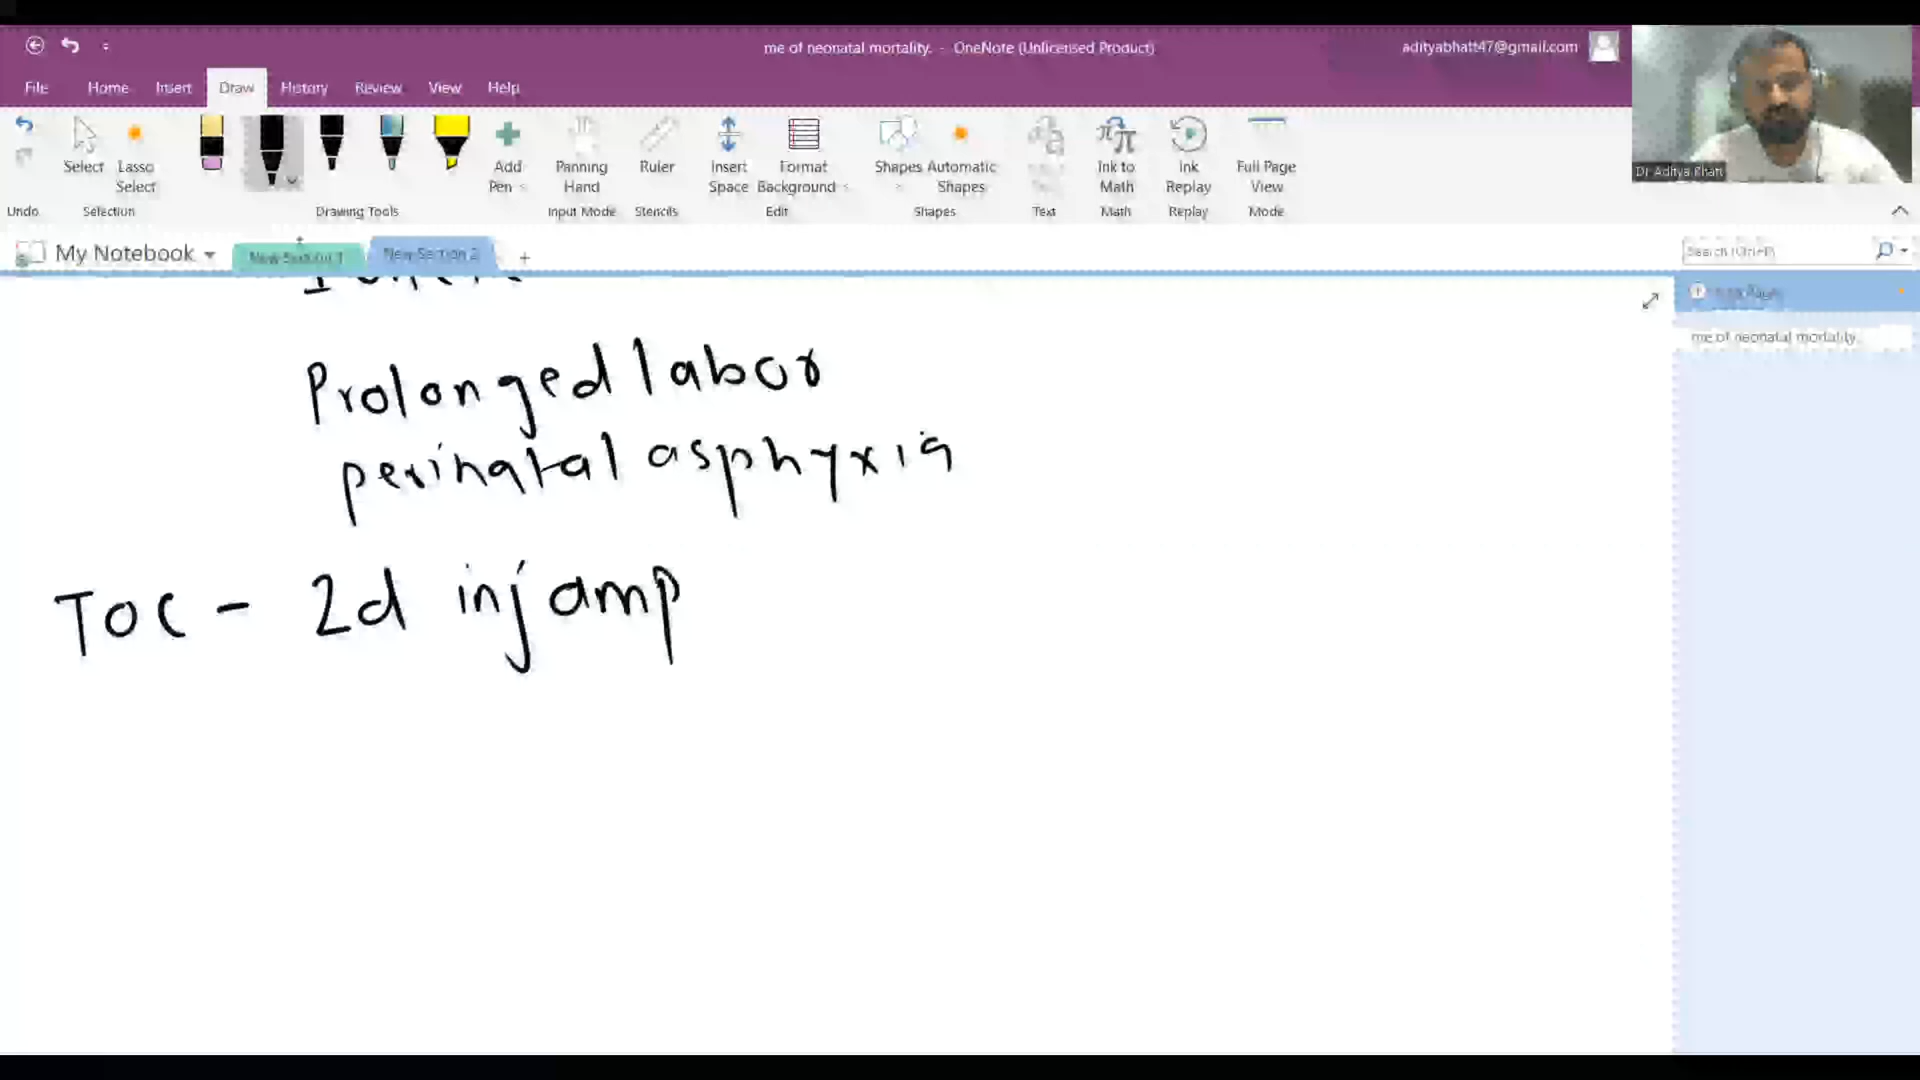 me of neonatal mortality. - OneNote (Unlicensed Product)
adityabhatt47@gmail.com
File Home Insert Draw History Review View Help
Select Lasso Select
Add Pen
Panning Hand
Ruler
Insert Space
Format Background
Shapes Automatic Shapes
Ink to Math
Ink Replay
Full Page View
Dr Aditya Bhatt
Undo Selection Drawing Tools Input Mode Stencils Edit Shapes Text Math Replay Mode
My Notebook New Section 1 New Section 2 +
Search (Ctrl+E)
me of neonatal mortality.
Prolonged labor
perinatal asphyxia
TOC - 2d inj amp